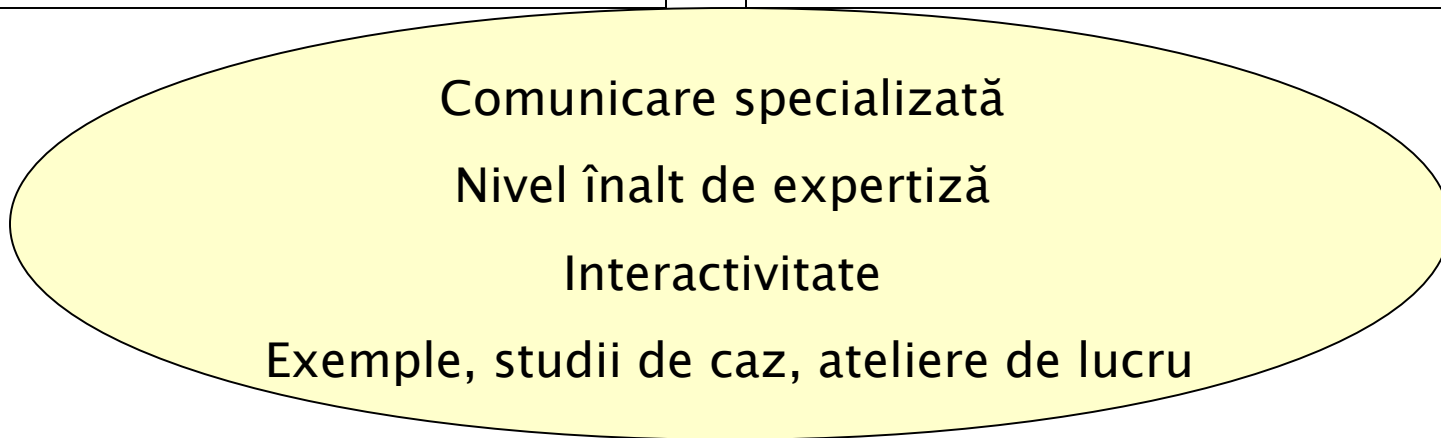 Comunicare specializată
Nivel înalt de expertiză
Interactivitate
Exemple, studii de caz, ateliere de lucru